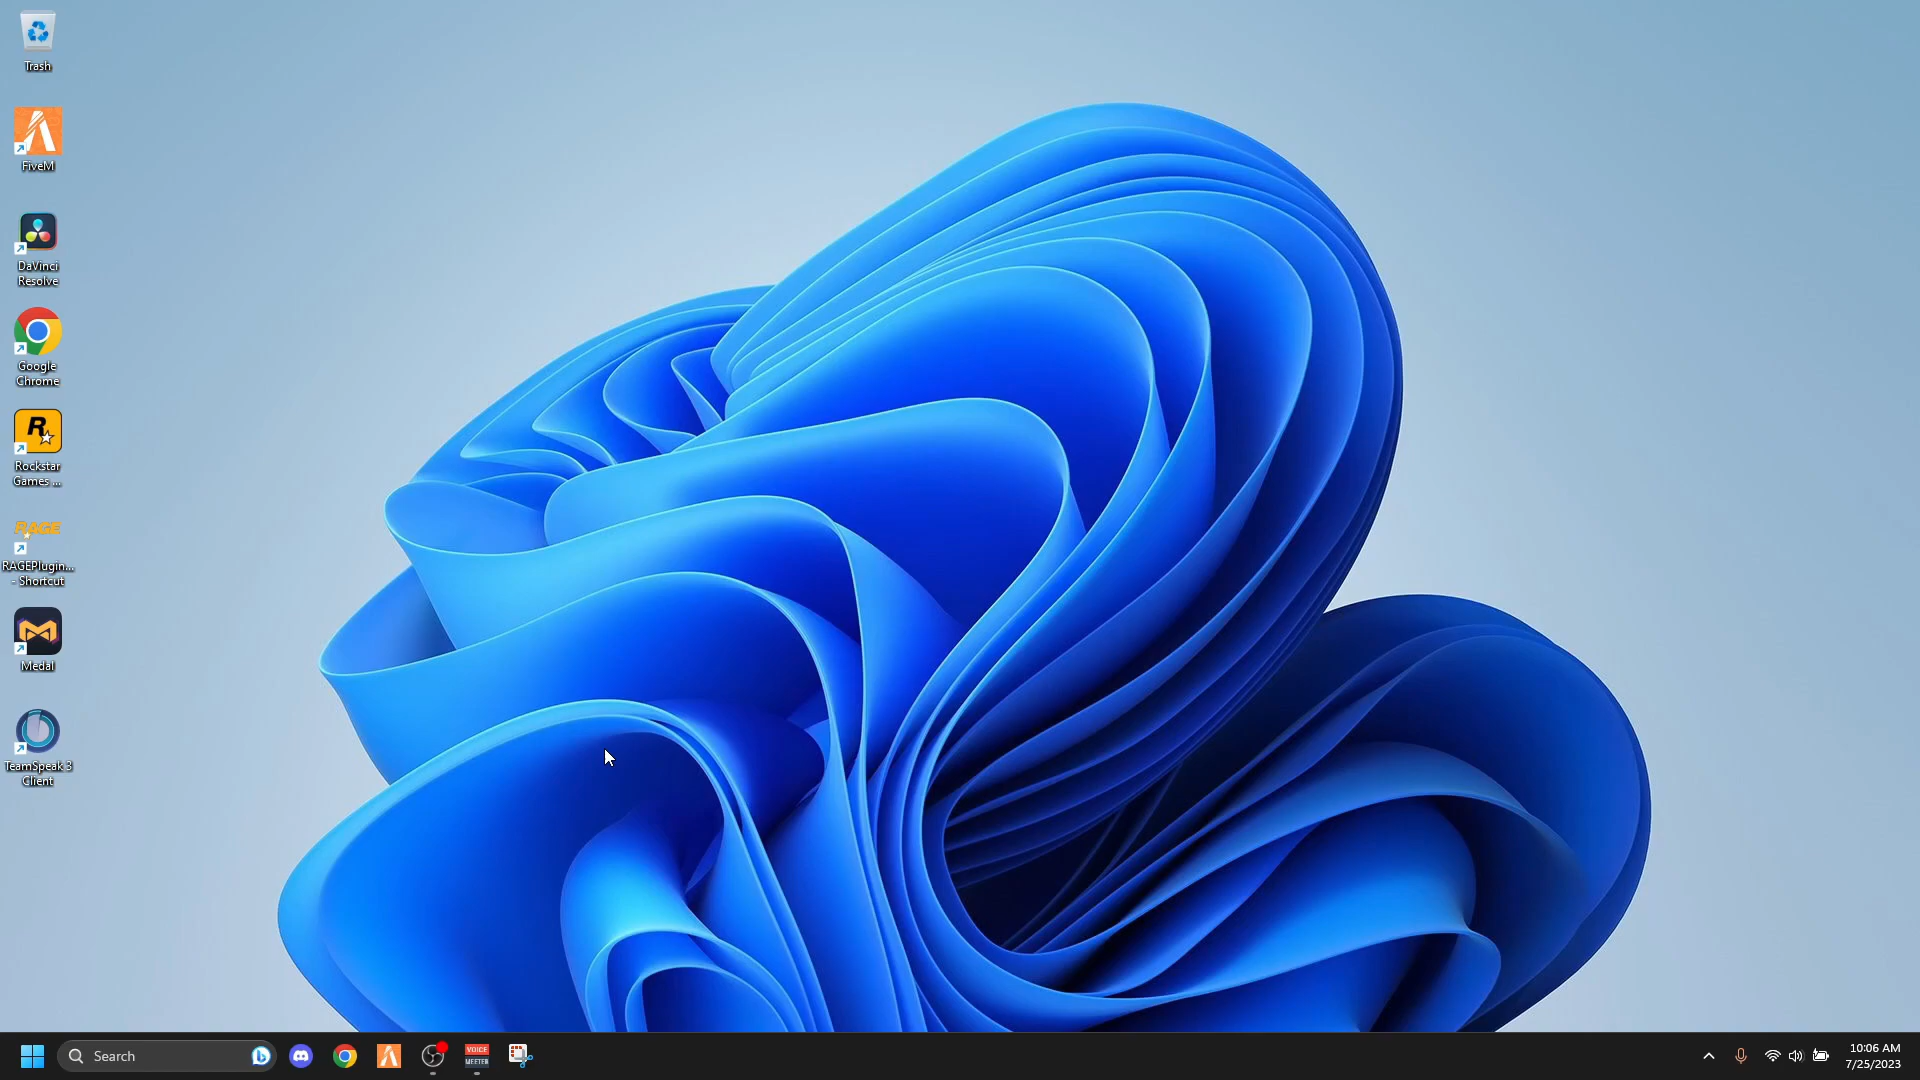 Trash
FiveM
DaVinci
Resolve
Google
Chrome
R
Rockstar
Games ...
RAGE
RAGEPlugin...
- Shortcut
Medal
TeamSpeak 3
Client
Search
VOICE
MEETER
10:06 AM
7/25/2023